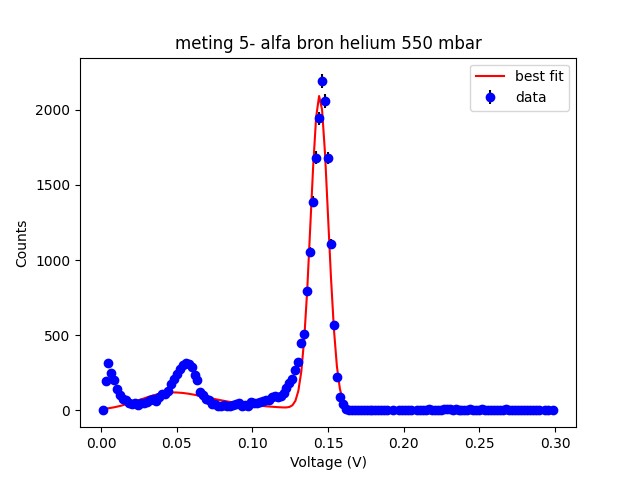 meting 5- alfa bron helium 550 mbar
best fit
data
Counts
2000
1500
1000
500
0
0.00 0.05 0.10 0.15 0.20 0.25 0.30
Voltage (V)